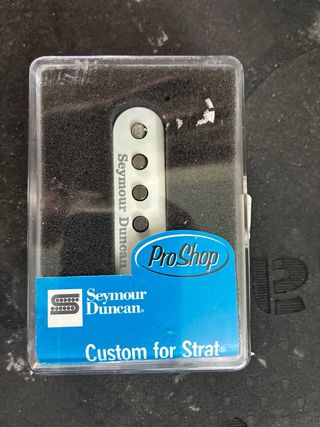 Seymour Duncan
ProShop
Seymour
Duncan®
Custom for Strat®